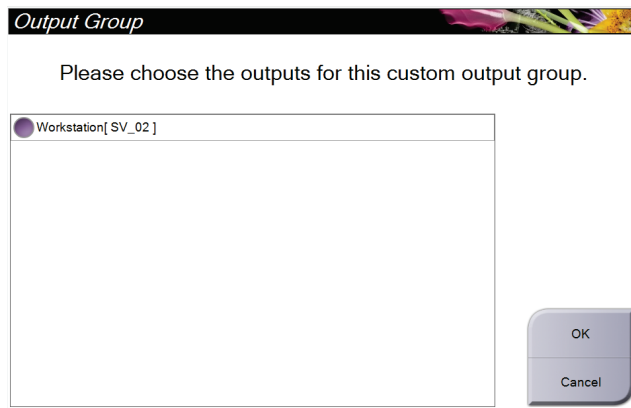 Output Group
Please choose the outputs for this custom output group.
Workstation[ SV_02 ]
OK
Cancel